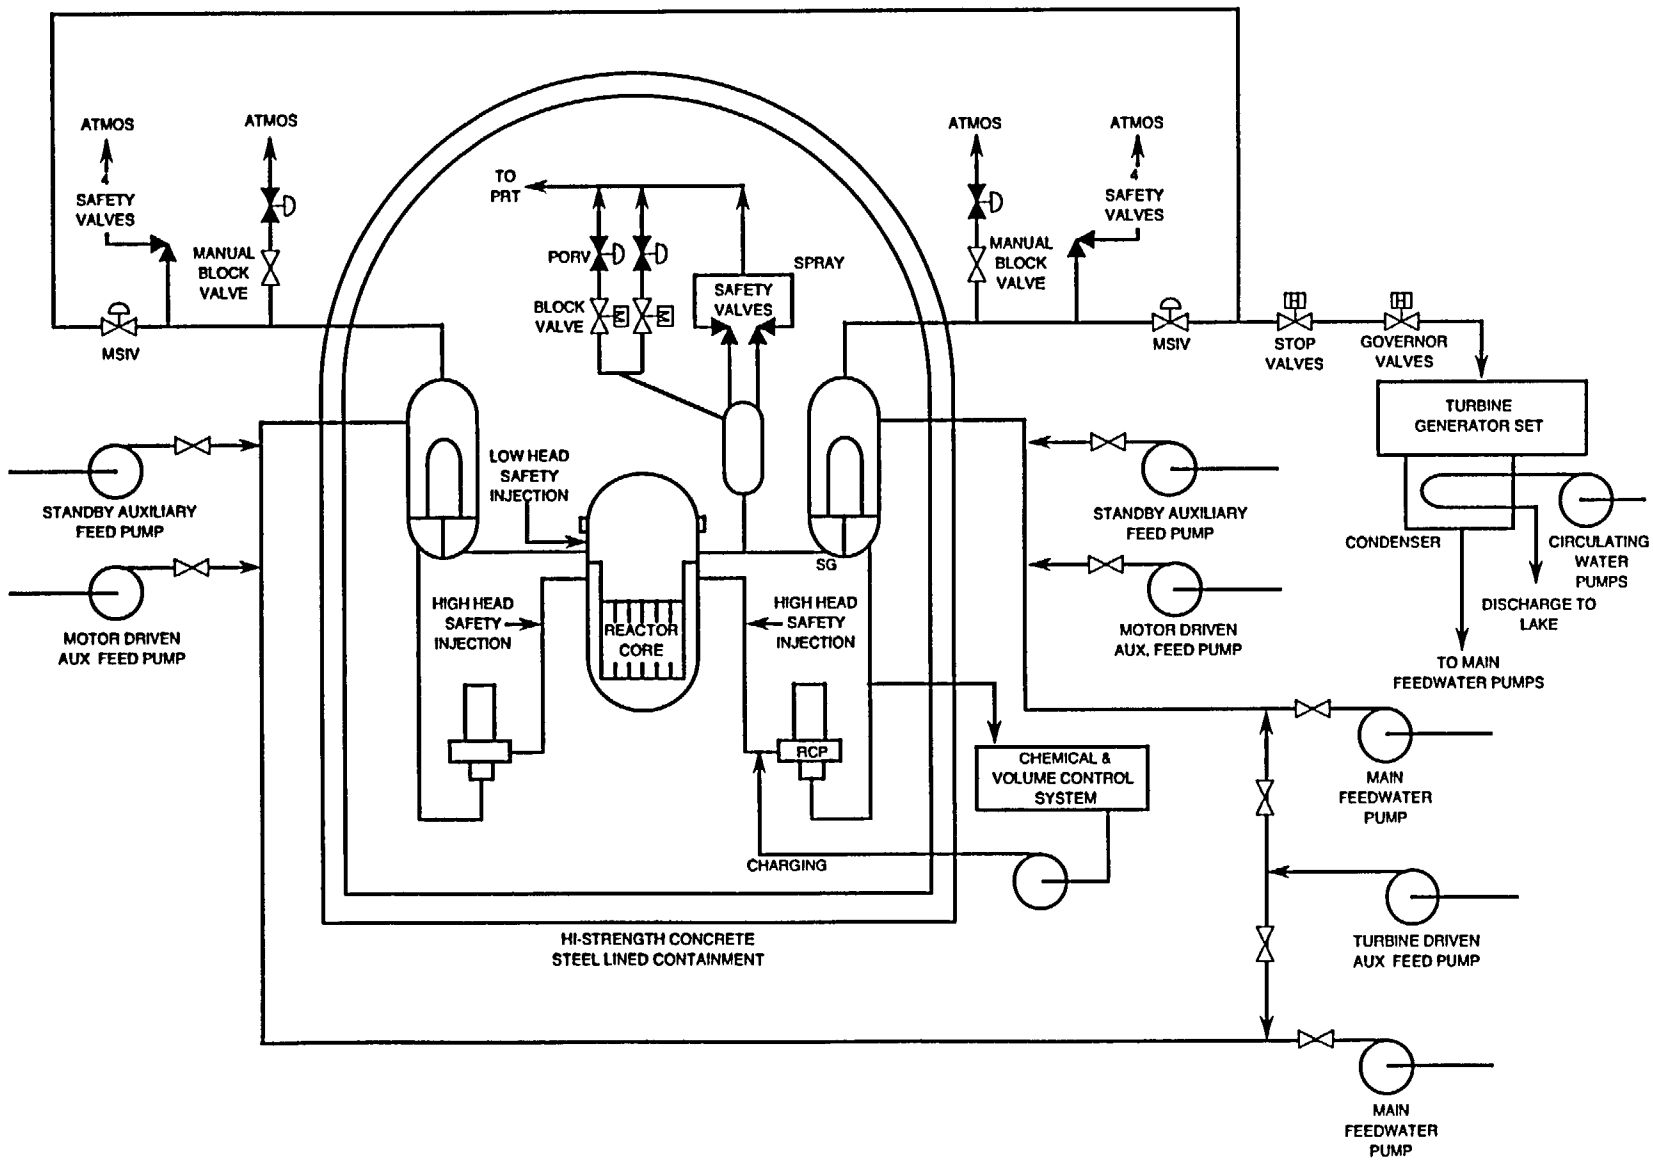 ATMOS
4
SAFETY
VALVES
ATMOS
MANUAL
BLOCK
VALVE
MSIV
TO
PRT
PORV
BLOCK
VALVE
M
M
SPRAY
SAFETY
VALVES
ATMOS
MANUAL
BLOCK
VALVE
ATMOS
4
SAFETY
VALVES
MSIV
H
STOP
VALVES
H
GOVERNOR
VALVES
TURBINE
GENERATOR SET
CONDENSER
CIRCULATING
WATER
PUMPS
DISCHARGE TO
LAKE
TO MAIN
FEEDWATER PUMPS
STANDBY AUXILIARY
FEED PUMP
MOTOR DRIVEN
AUX FEED PUMP
LOW HEAD
SAFETY
INJECTION
HIGH HEAD
SAFETY
INJECTION
REACTOR
CORE
HIGH HEAD
SAFETY
INJECTION
SG
RCP
STANDBY AUXILIARY
FEED PUMP
MOTOR DRIVEN
AUX. FEED PUMP
CHEMICAL &
VOLUME CONTROL
SYSTEM
CHARGING
MAIN
FEEDWATER
PUMP
TURBINE DRIVEN
AUX FEED PUMP
HI-STRENGTH CONCRETE
STEEL LINED CONTAINMENT
MAIN
FEEDWATER
PUMP